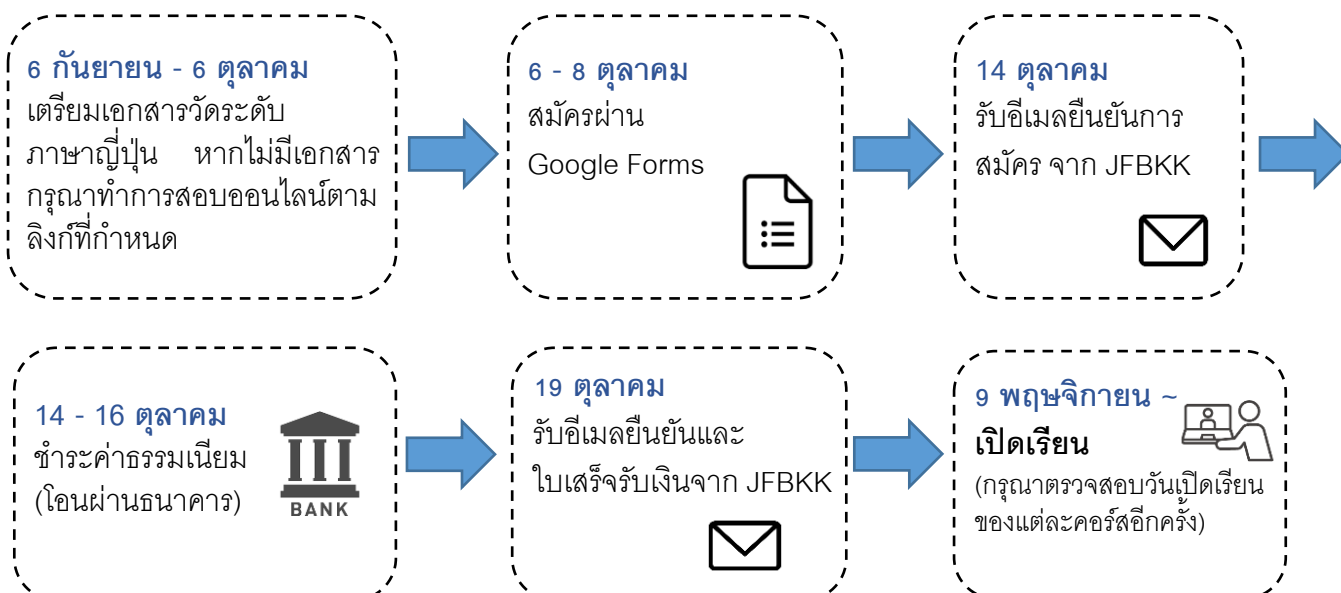 6 กันยายน - 6 ตุลาคม
เตรียมเอกสารวัดระดับ
ภาษาญี่ปุ่น หากไม่มีเอกสาร
กรุณาทำการสอบออนไลน์ตาม
ลิงก์ที่กำหนด
6 - 8 ตุลาคม
สมัครผ่าน
Google Forms
14 ตุลาคม
รับอีเมลยืนยันการ
สมัคร จาก JFBKK
14 - 16 ตุลาคม
ชำระค่าธรรมเนียม
(โอนผ่านธนาคาร)
BANK
19 ตุลาคม
รับอีเมลยืนยันและ
ใบเสร็จรับเงินจาก JFBKK
9 พฤษจิกายน ~
เปิดเรียน
(กรุณาตรวจสอบวันเปิดเรียน
ของแต่ละคอร์สอีกครั้ง)